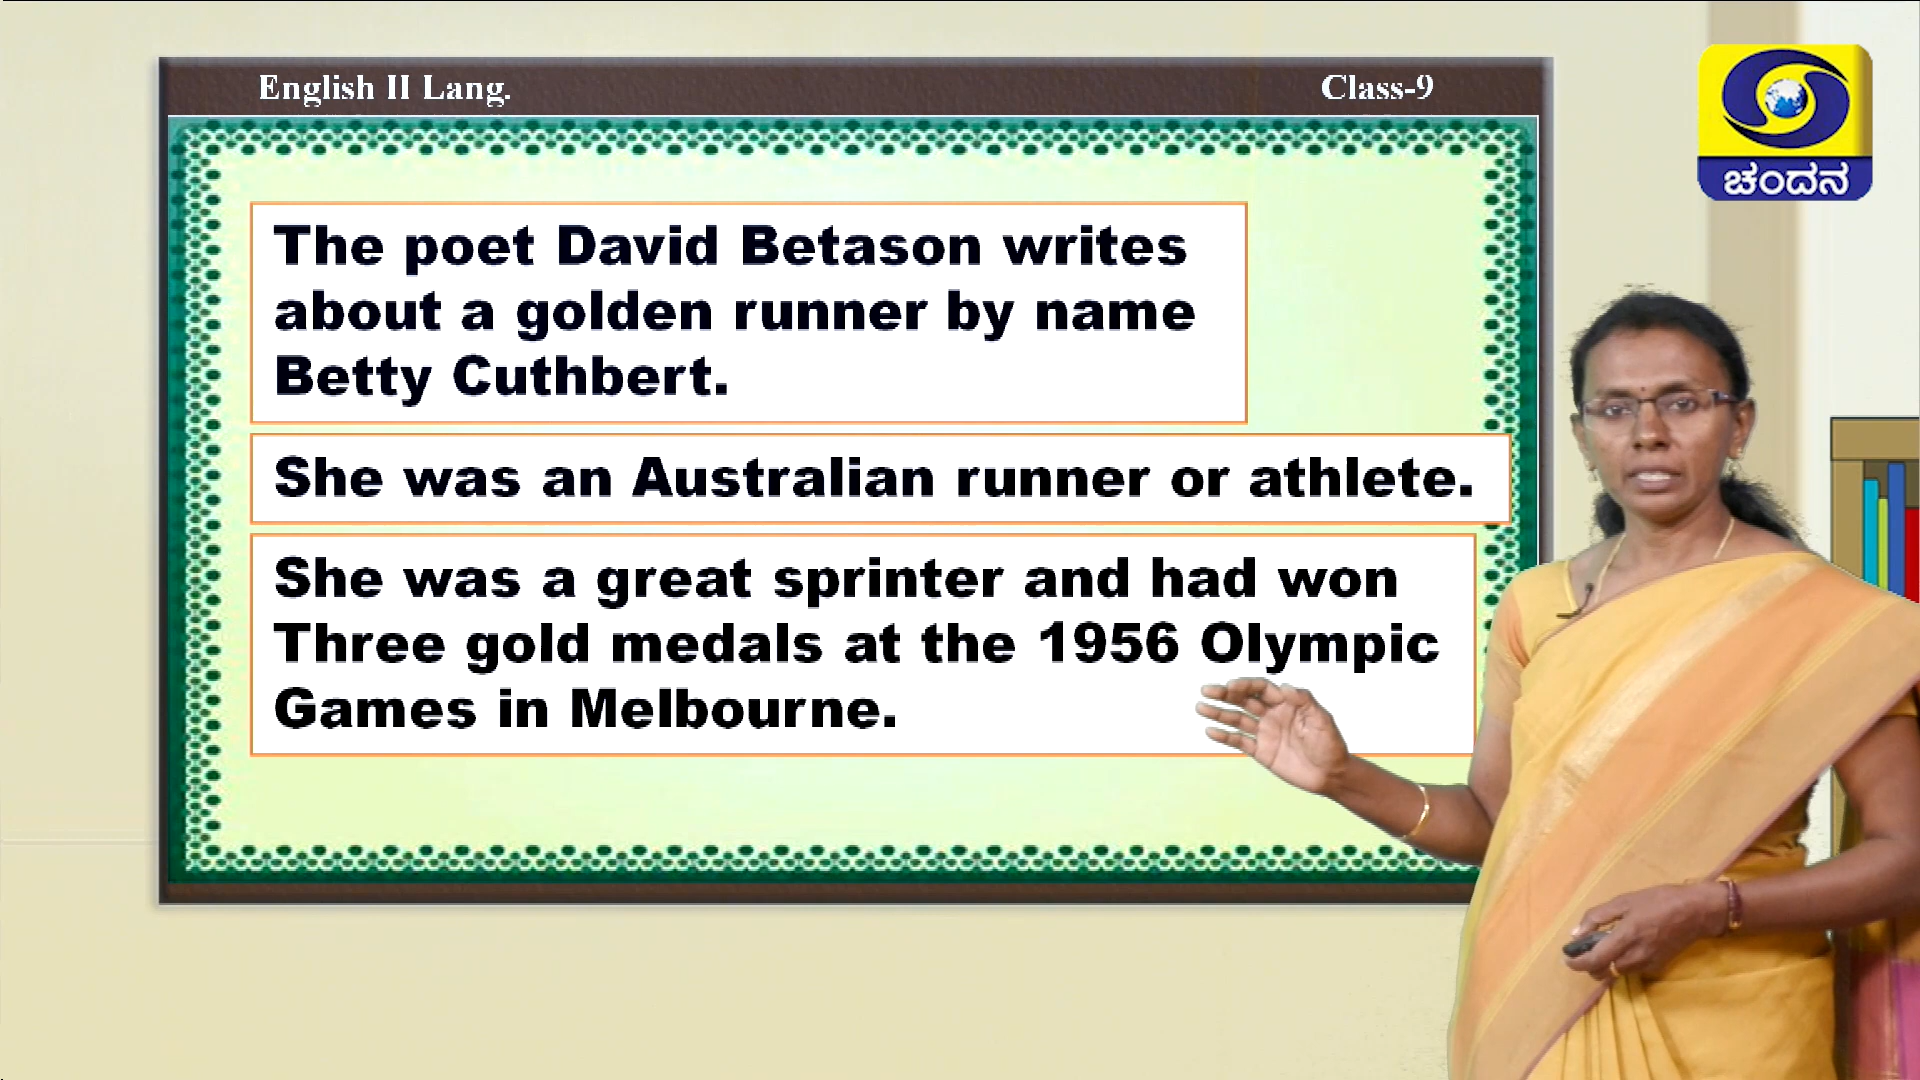 English II Lang.
Class-9
ಚಂದನ
The poet David Betason writes
about a golden runner by name
Betty Cuthbert.
She was an Australian runner or athlete.
She was a great sprinter and had won
Three gold medals at the 1956 Olympic
Games in Melbourne.